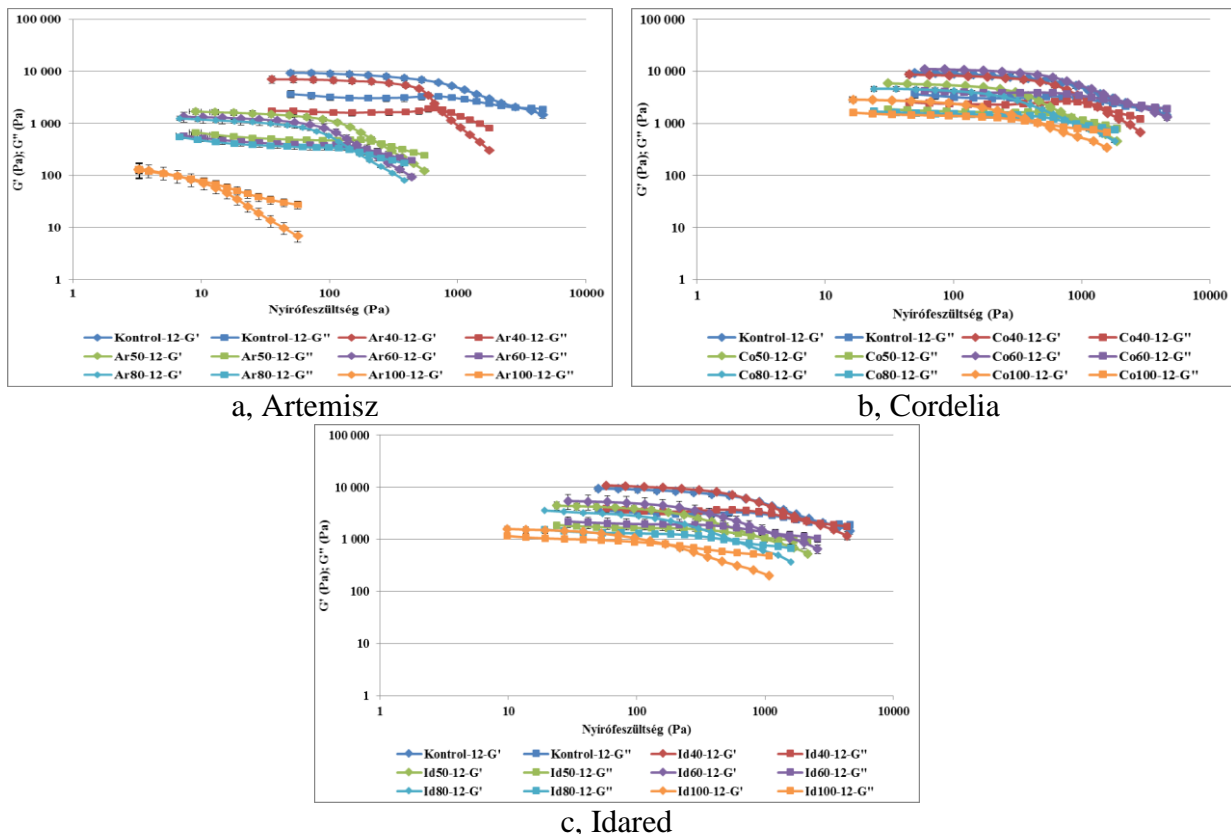 100 000
10 000
1 000
100
10
1
G' (Pa); G'' (Pa)
1 10 100 1000 10000
Nyírófeszültség (Pa)
Kontrol-12-G' Kontrol-12-G'' Ar40-12-G' Ar40-12-G''
Ar50-12-G' Ar50-12-G'' Ar60-12-G' Ar60-12-G''
Ar80-12-G' Ar80-12-G'' Ar100-12-G' Ar100-12-G''
a, Artemisz
100 000
10 000
1 000
100
10
1
G' (Pa); G'' (Pa)
1 10 100 1000 10000
Nyírófeszültség (Pa)
Kontrol-12-G' Kontrol-12-G'' Co40-12-G' Co40-12-G''
Co50-12-G' Co50-12-G'' Co60-12-G' Co60-12-G''
Co80-12-G' Co80-12-G'' Co100-12-G' Co100-12-G''
b, Cordelia
100 000
10 000
1 000
100
10
1
G' (Pa); G'' (Pa)
1 10 100 1000 10000
Nyírófeszültség (Pa)
Kontrol-12-G' Kontrol-12-G'' Id40-12-G' Id40-12-G''
Id50-12-G' Id50-12-G'' Id60-12-G' Id60-12-G''
Id80-12-G' Id80-12-G'' Id100-12-G' Id100-12-G''
c, Idared